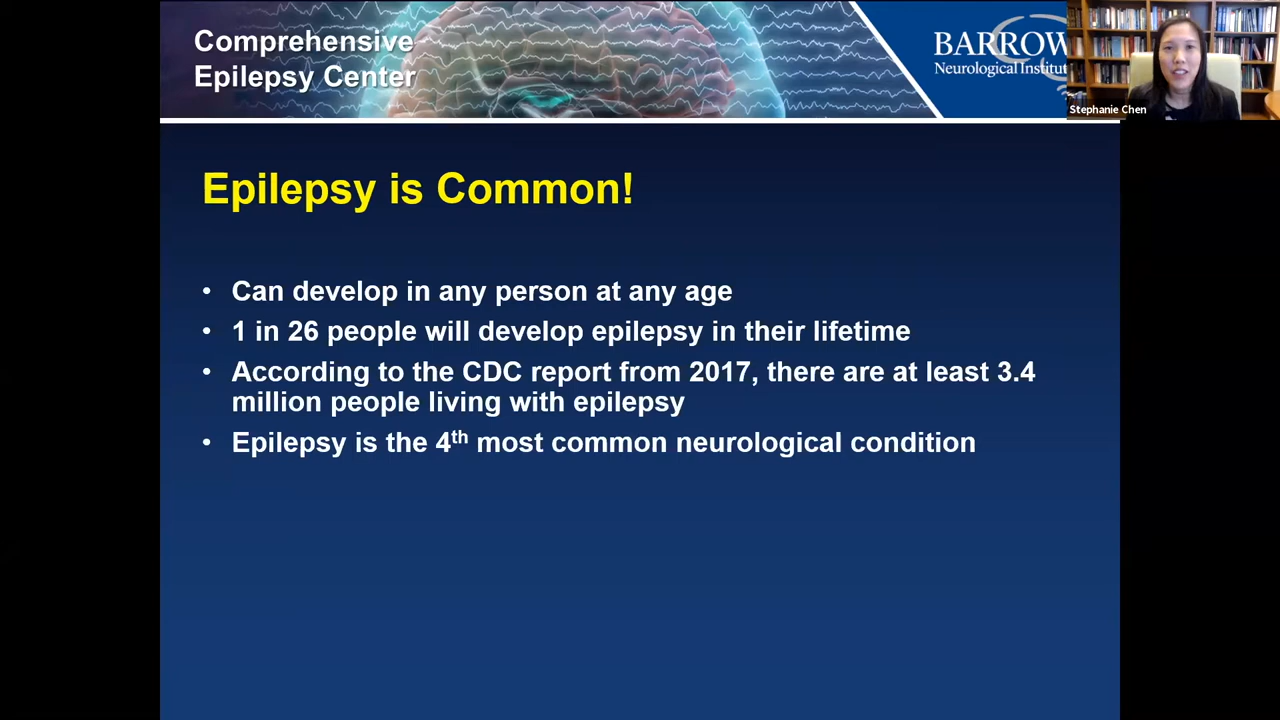 Comprehensive
Epilepsy Center
BARROW
Neurological Institut
Stephanie Chen
Epilepsy is Common!
• Can develop in any person at any age
• 1 in 26 people will develop epilepsy in their lifetime
• According to the CDC report from 2017, there are at least 3.4
million people living with epilepsy
• Epilepsy is the 4th most common neurological condition